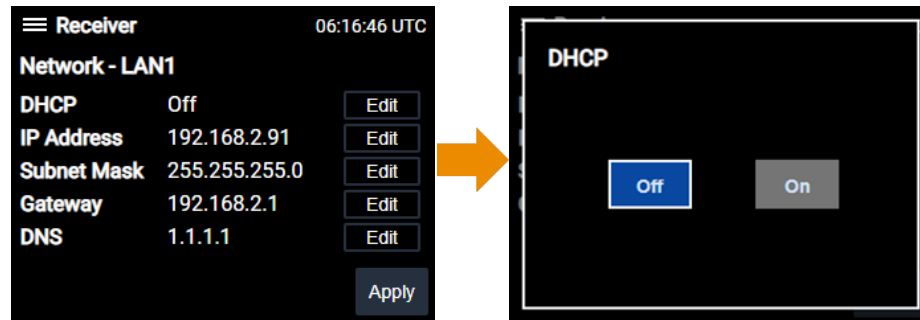 Receiver 06:16:46 UTC
Network - LAN1
DHCP Off Edit
IP Address 192.168.2.91 Edit
Subnet Mask 255.255.255.0 Edit
Gateway 192.168.2.1 Edit
DNS 1.1.1.1 Edit
Apply
DHCP
Off On